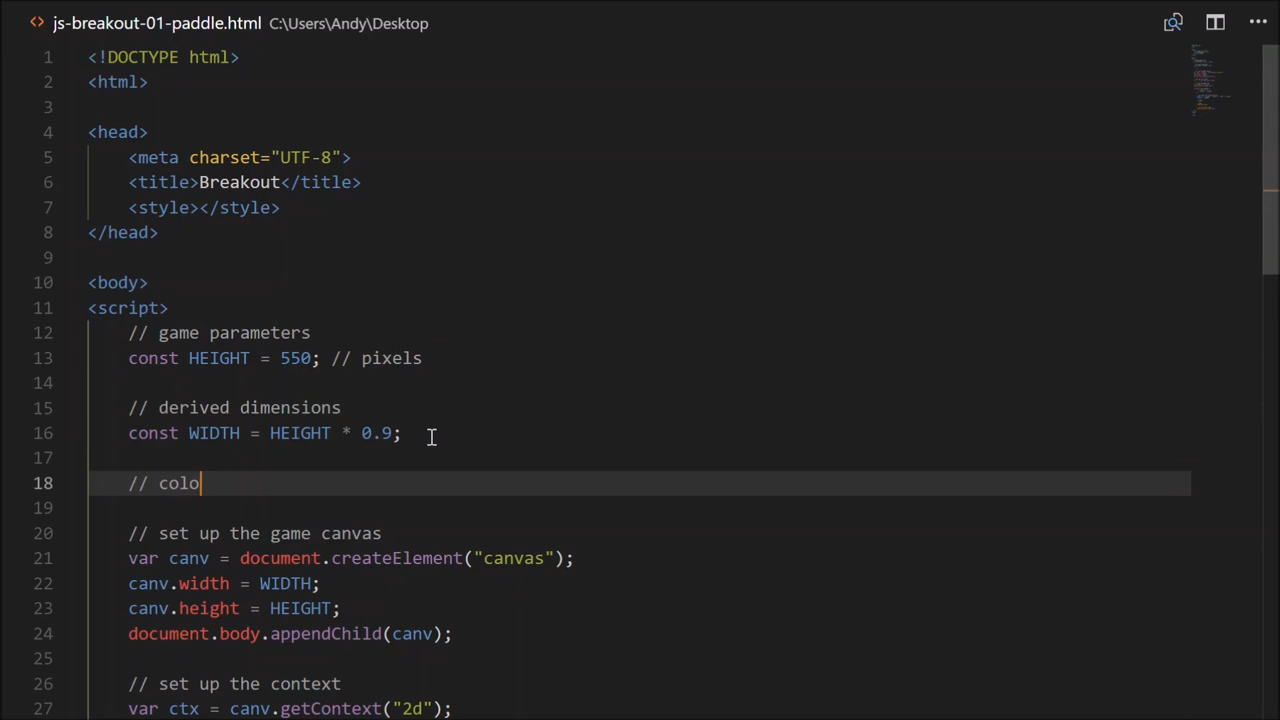 js-breakout-01-paddle.html C:\Users\Andy\Desktop
1 <!DOCTYPE html>
2 <html>
3
4 <head>
5 <meta charset="UTF-8">
6 <title>Breakout</title>
7 <style></style>
8 </head>
9
10 <body>
11 <script>
12 // game parameters
13 const HEIGHT = 550; // pixels
14
15 // derived dimensions
16 const WIDTH = HEIGHT * 0.9;
17
18 // colo
19
20 // set up the game canvas
21 var canv = document.createElement("canvas");
22 canv.width = WIDTH;
23 canv.height = HEIGHT;
24 document.body.appendChild(canv);
25
26 // set up the context
27 var ctx = canv.getContext("2d");